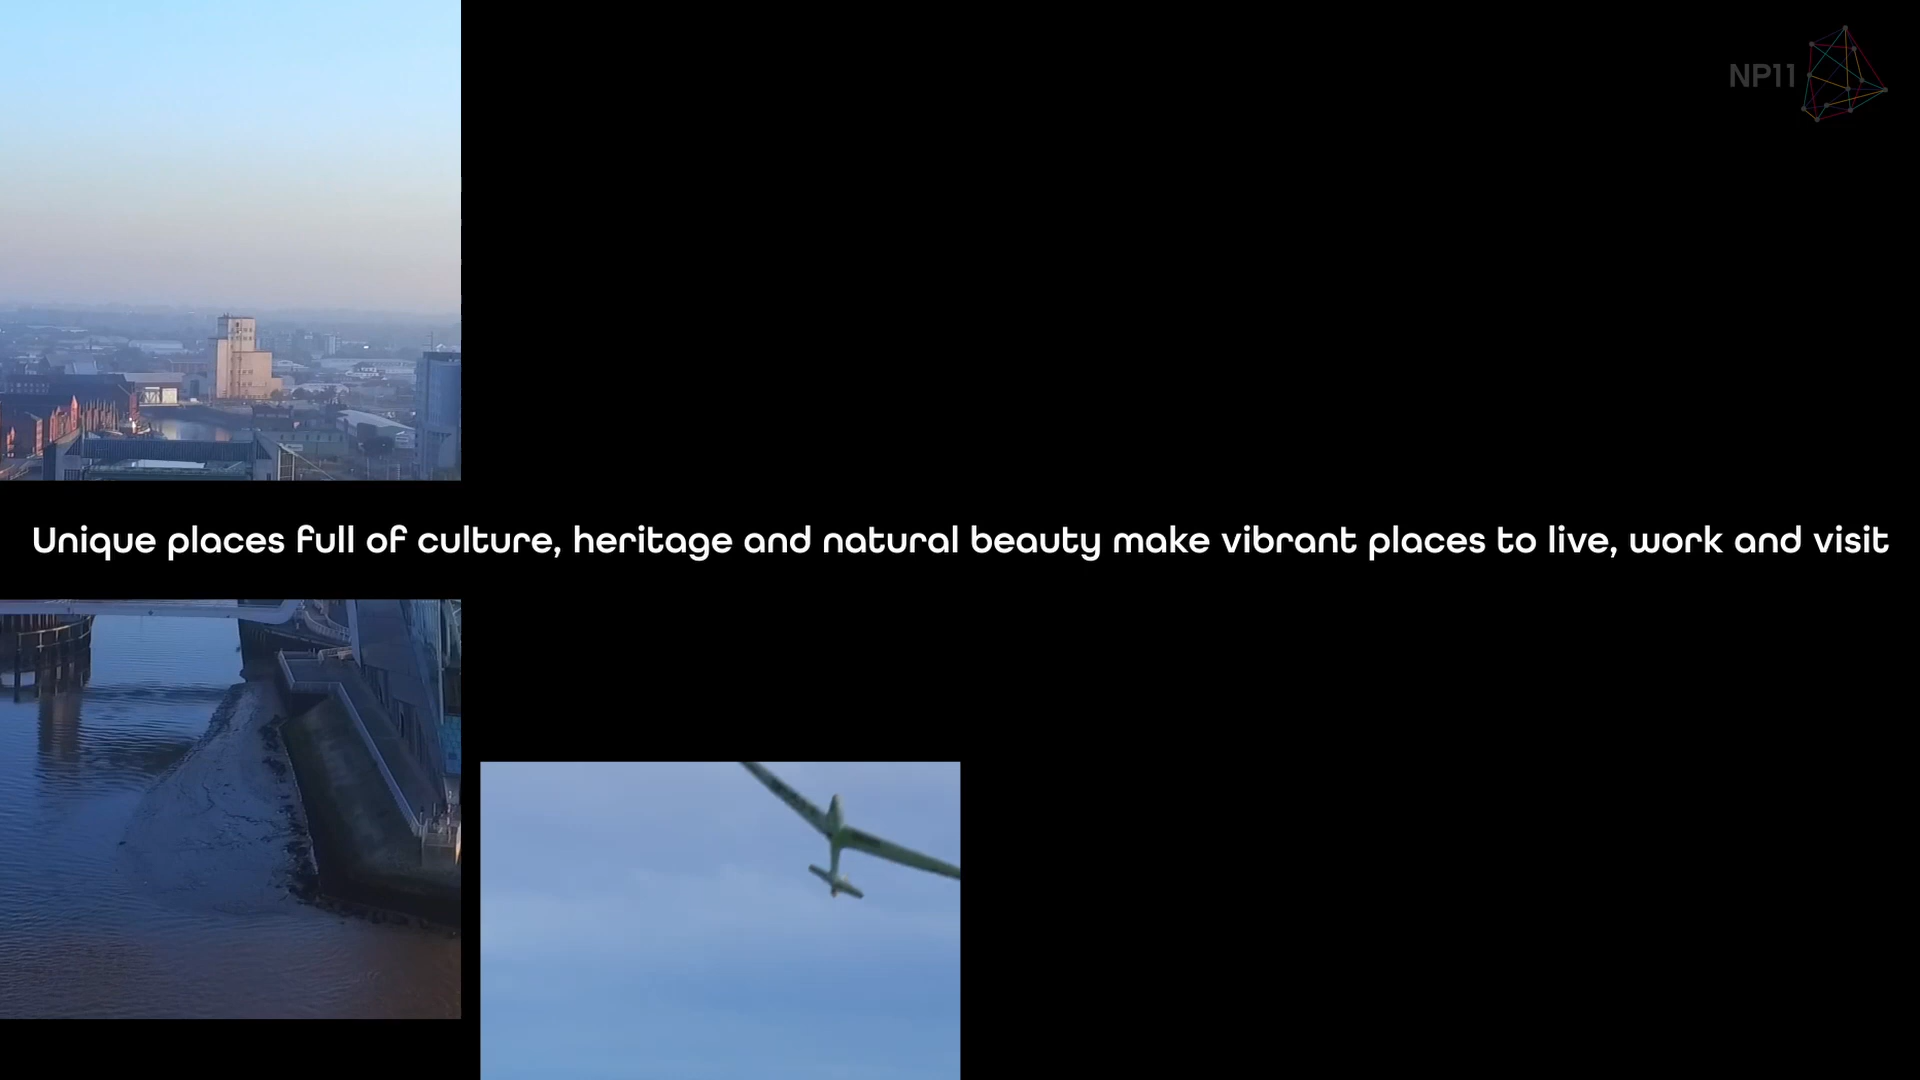 NP11
Unique places full of culture, heritage and natural beauty make vibrant places to live, work and visit